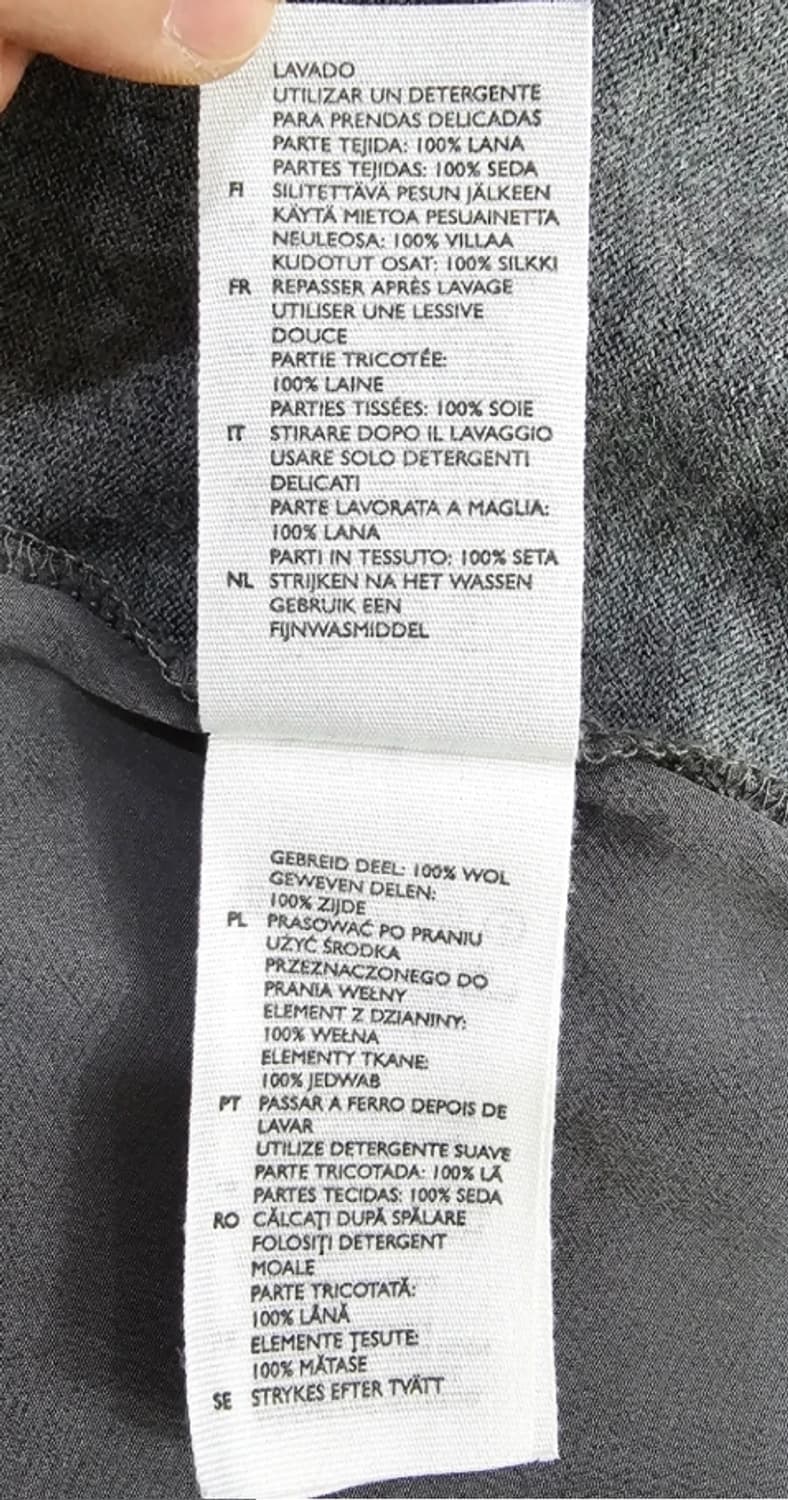 LAVADO
UTILIZAR UN DETERGENTE
PARA PRENDAS DELICADAS
PARTE TEJIDA: 100% LANA
PARTES TEJIDAS: 100% SEDA
FI SILITETTÄVÄ PESUN JÄLKEEN
KÄYTÄ MIETOA PESUAINETTA
NEULEOSA: 100% VILLAA
KUDOTUT OSAT: 100% SILKKI
FR REPASSER APRÈS LAVAGE
UTILISER UNE LESSIVE
DOUCE
PARTIE TRICOTÉE:
100% LAINE
PARTIES TISSÉES: 100% SOIE
IT STIRARE DOPO IL LAVAGGIO
USARE SOLO DETERGENTI
DELICATI
PARTE LAVORATA A MAGLIA:
100% LANA
PARTI IN TESSUTO: 100% SETA
NL STRIJKEN NA HET WASSEN
GEBRUIK EEN
FIJNWASMIDDEL
GEBREID DEEL: 100% WOL
GEWEVEN DELEN:
100% ZIJDE
PL PRASOWAĆ PO PRANIU
UŻYĆ ŚRODKA
PRZEZNACZONEGO DO
PRANIA WEŁNY
ELEMENT Z DZIANINY:
100% WEŁNA
ELEMENTY TKANE:
100% JEDWAB
PT PASSAR A FERRO DEPOIS DE
LAVAR
UTILIZE DETERGENTE SUAVE
PARTE TRICOTADA: 100% LÃ
PARTES TECIDAS: 100% SEDA
RO CĂLCAȚI DUPĂ SPĂLARE
FOLOSIȚI DETERGENT
MOALE
PARTE TRICOTATĂ:
100% LÂNĂ
ELEMENTE ȚESUTE:
100% MĂTASE
SE STRYKES EFTER TVÄTT